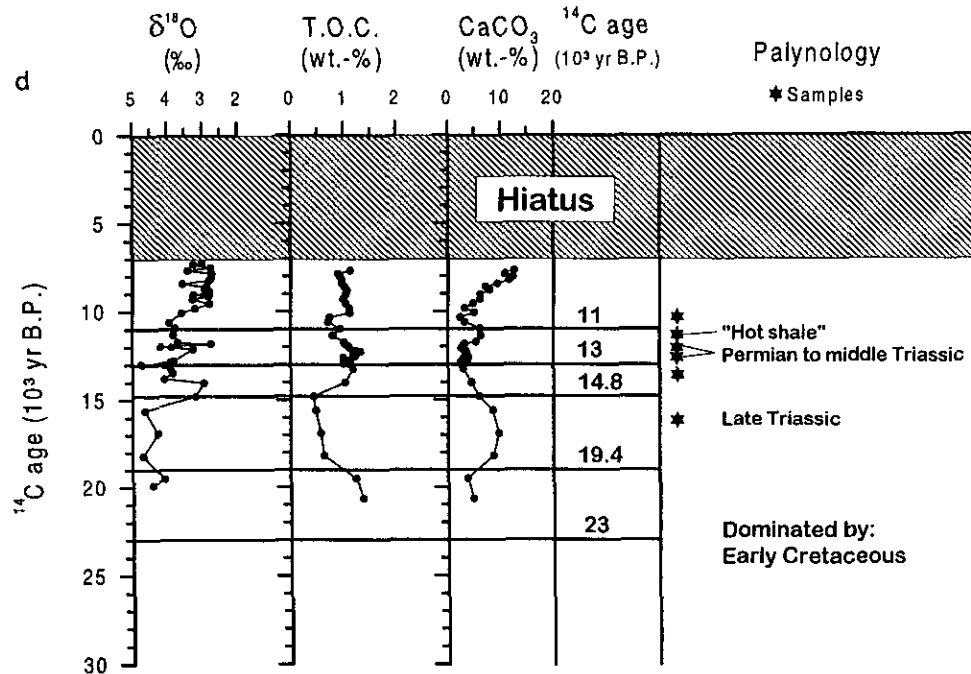 d
δ¹⁸O T.O.C. CaCO₃ ¹⁴C age
(‰) (wt.-%) (wt.-%) (10³ yr B.P.) Palynology
✶ Samples
5 4 3 2 0 1 2 0 10 20
0
5
10
15
20
25
30
¹⁴C age (10³ yr B.P.)
Hiatus
11
13
14.8
19.4
23
"Hot shale"
Permian to middle Triassic
Late Triassic
Dominated by:
Early Cretaceous